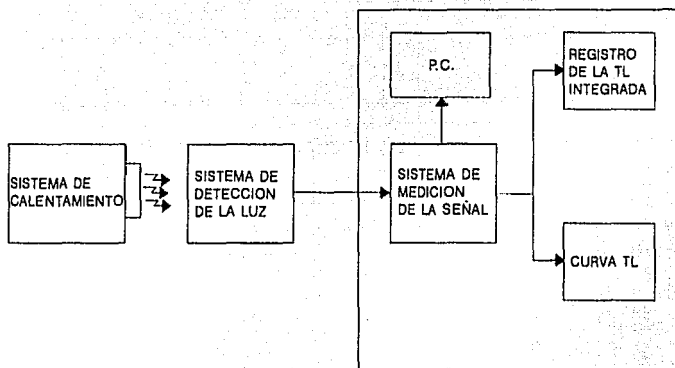 P.C.
REGISTRO
DE LA TL
INTEGRADA
SISTEMA DE
CALENTAMIENTO
SISTEMA DE
DETECCION
DE LA LUZ
SISTEMA DE
MEDICION
DE LA SEÑAL
CURVA TL